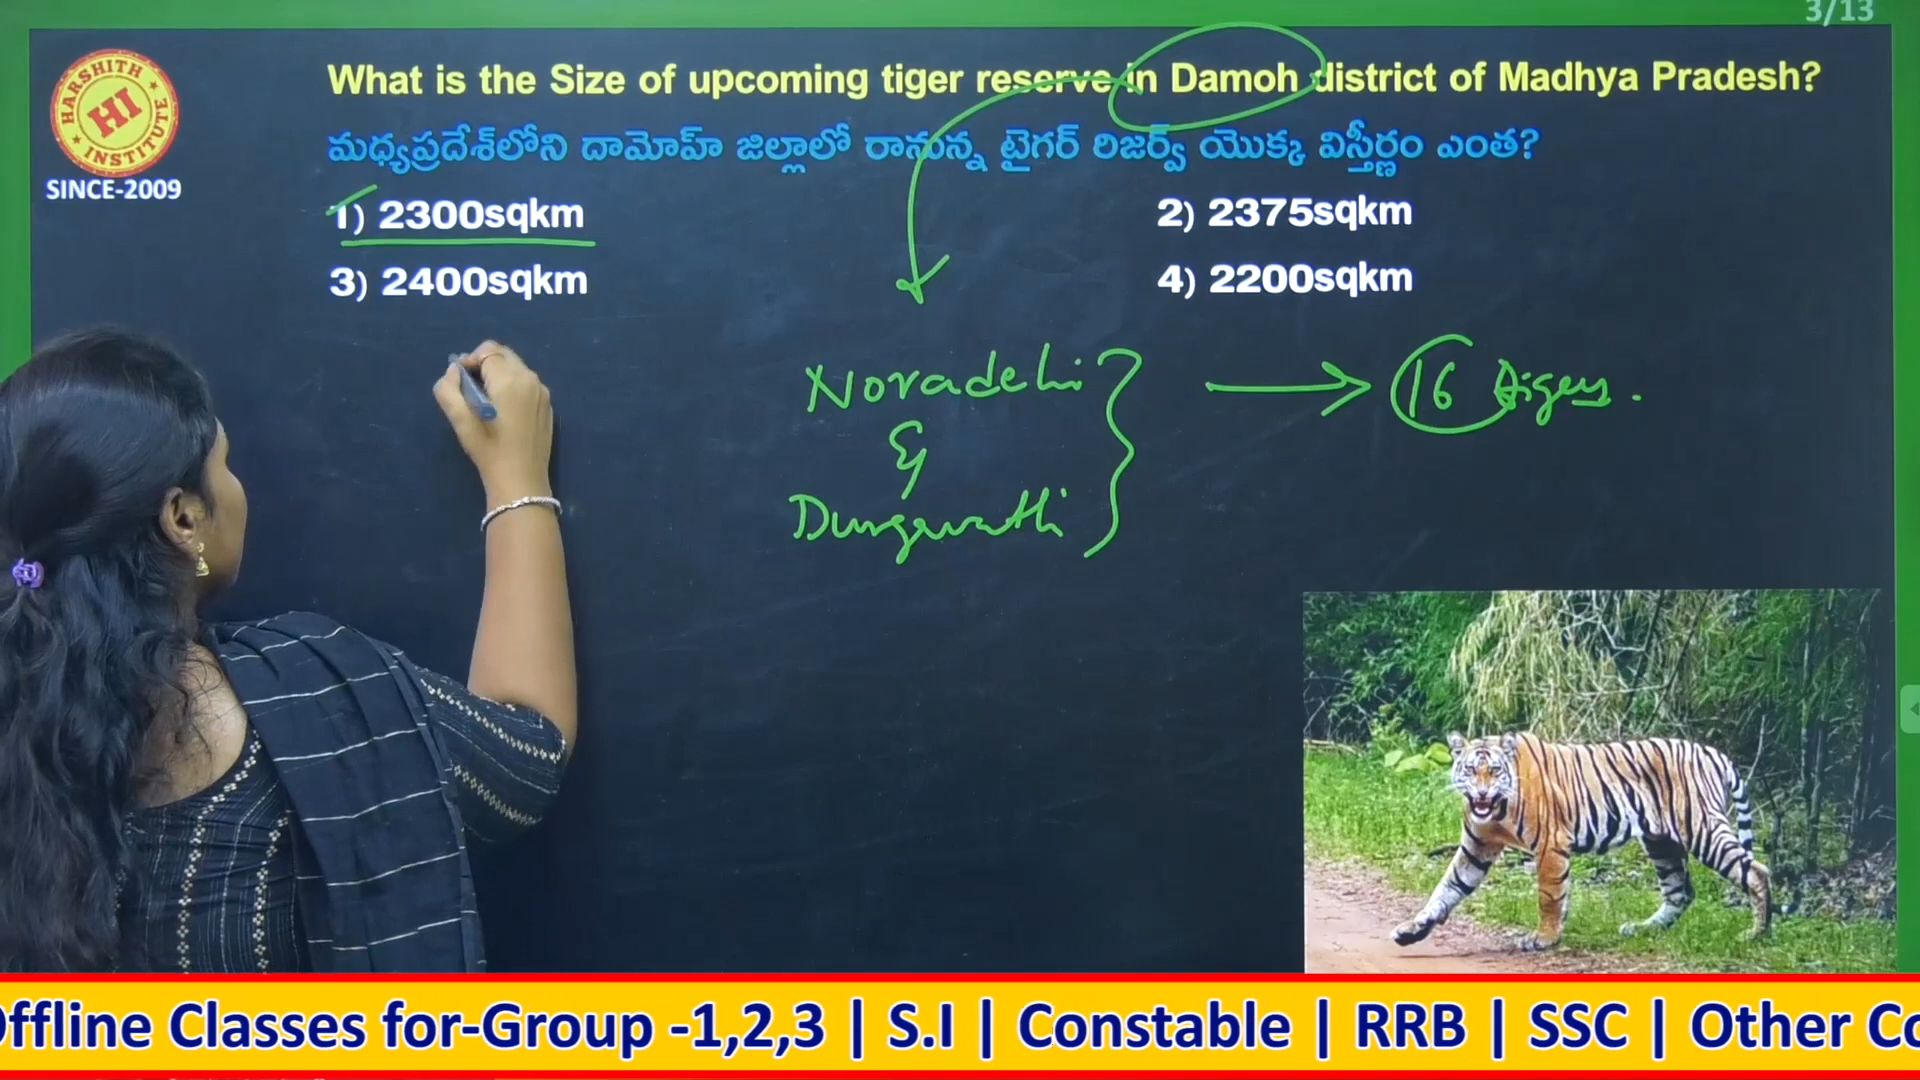 3/13
HARSHITH
HI
INSTITUTE
SINCE-2009
What is the Size of upcoming tiger reserve in Damoh district of Madhya Pradesh?
మధ్యప్రదేశ్‌లోని దామోహ్ జిల్లాలో రానున్న టైగర్ రిజర్వ్ యొక్క విస్తీర్ణం ఎంత?
1) 2300sqkm
2) 2375sqkm
3) 2400sqkm
4) 2200sqkm
Noradehi
&
Durgavathi
16 tigers.
Offline Classes for-Group -1,2,3 | S.I | Constable | RRB | SSC | Other Co